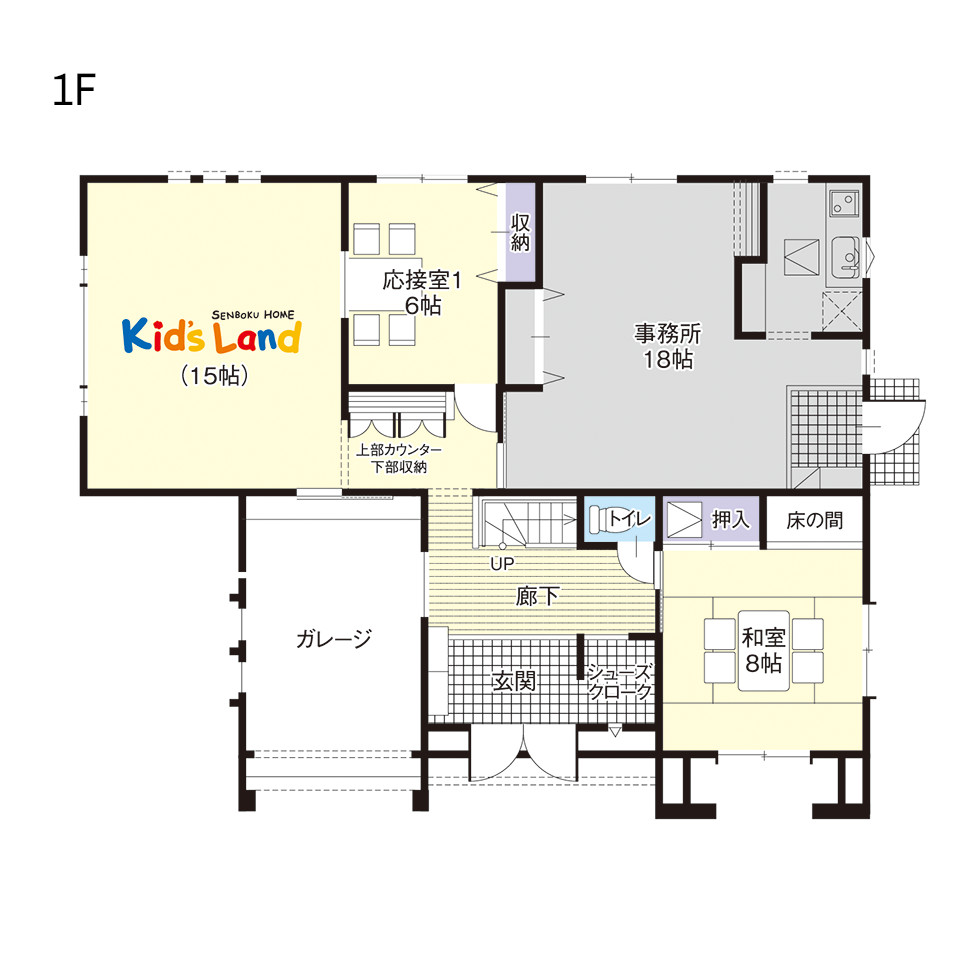 1F
収納
応接室1
6帖
SENBOKU HOME
Kid's Land
（15帖）
事務所
18帖
上部カウンター
下部収納
トイレ
押入
床の間
UP
廊下
ガレージ
和室
8帖
玄関
シューズ
クローク